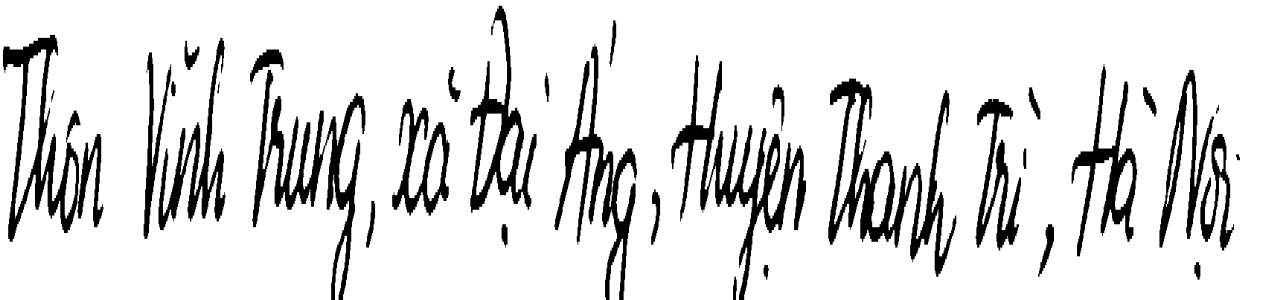 Thôn Vĩnh Trung, xã Đại Áng, Huyện Thanh Trì, Hà Nội